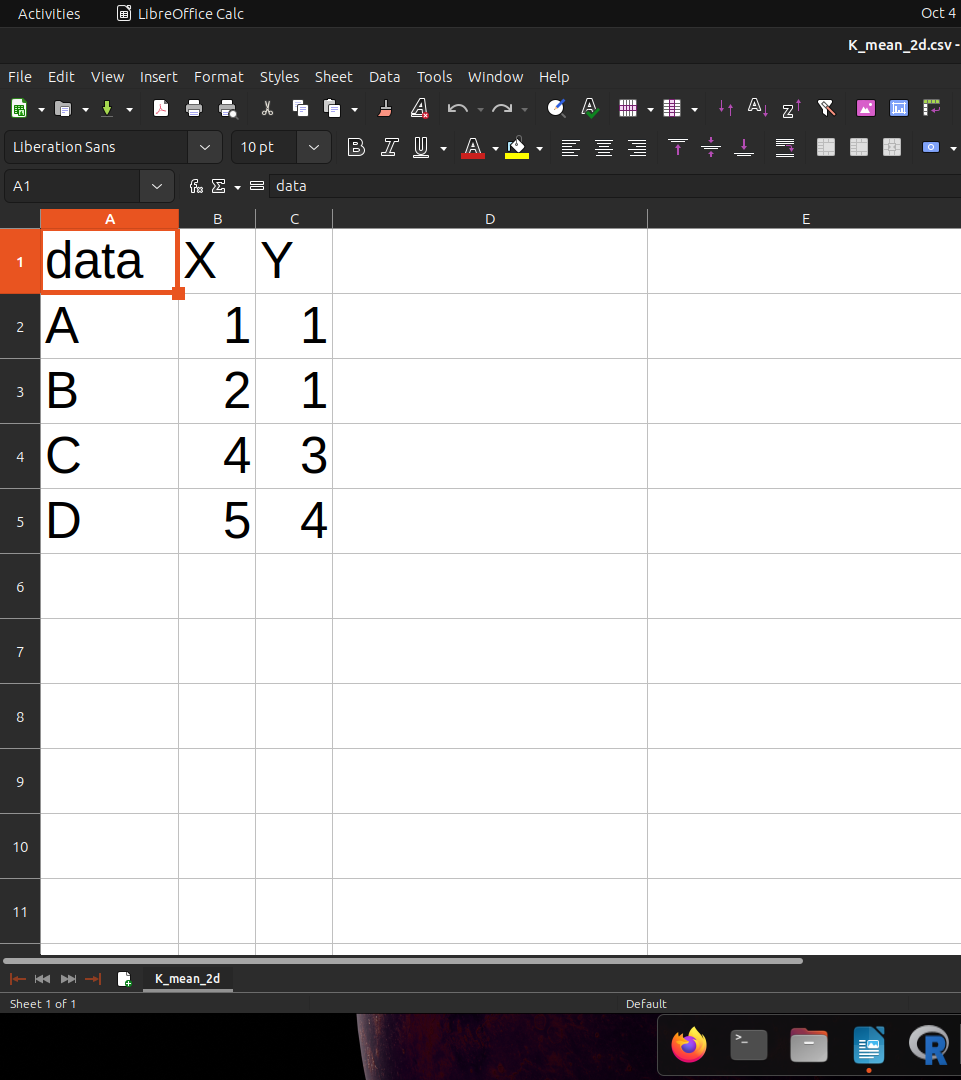 Activities LibreOffice Calc Oct 4
K_mean_2d.csv -
File Edit View Insert Format Styles Sheet Data Tools Window Help
Liberation Sans 10 pt
A1 data
A B C D E
1 data X Y
2 A 1 1
3 B 2 1
4 C 4 3
5 D 5 4
6
7
8
9
10
11
K_mean_2d
Sheet 1 of 1 Default